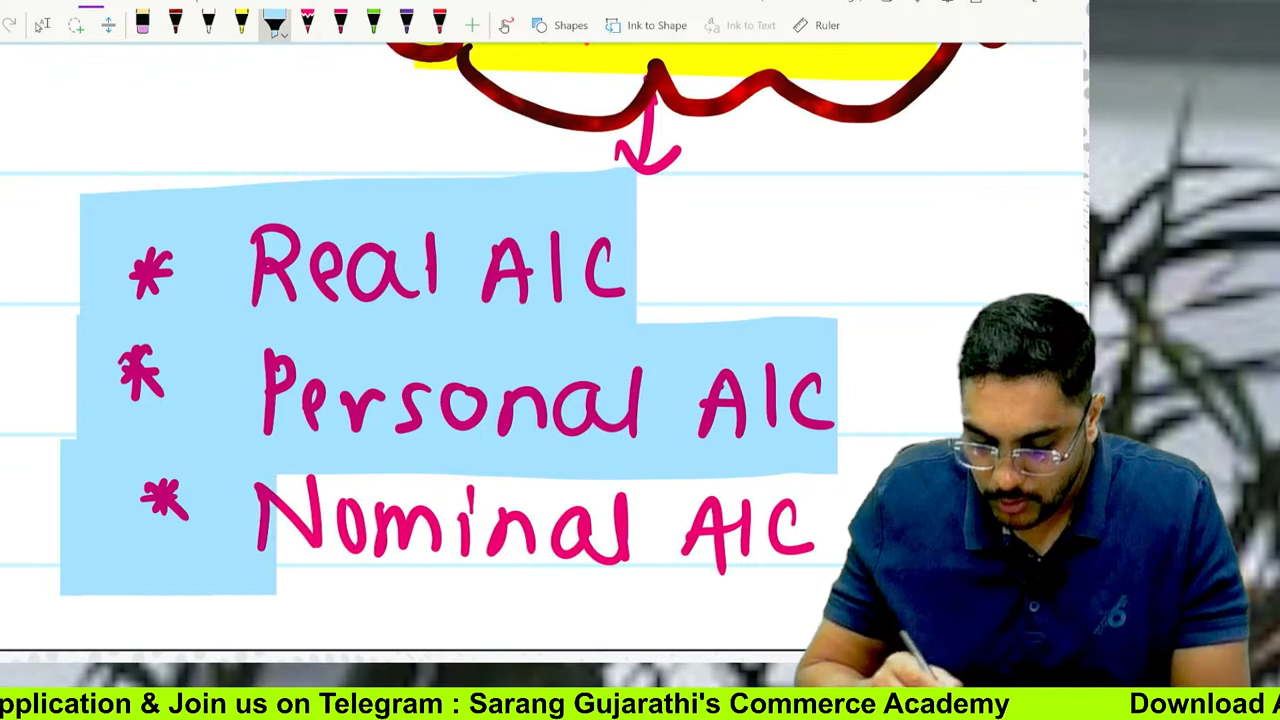 Shapes Ink to Shape Ink to Text Ruler
* Real A/C
* Personal A/C
* Nominal A/C
pplication & Join us on Telegram : Sarang Gujarathi's Commerce Academy Download A